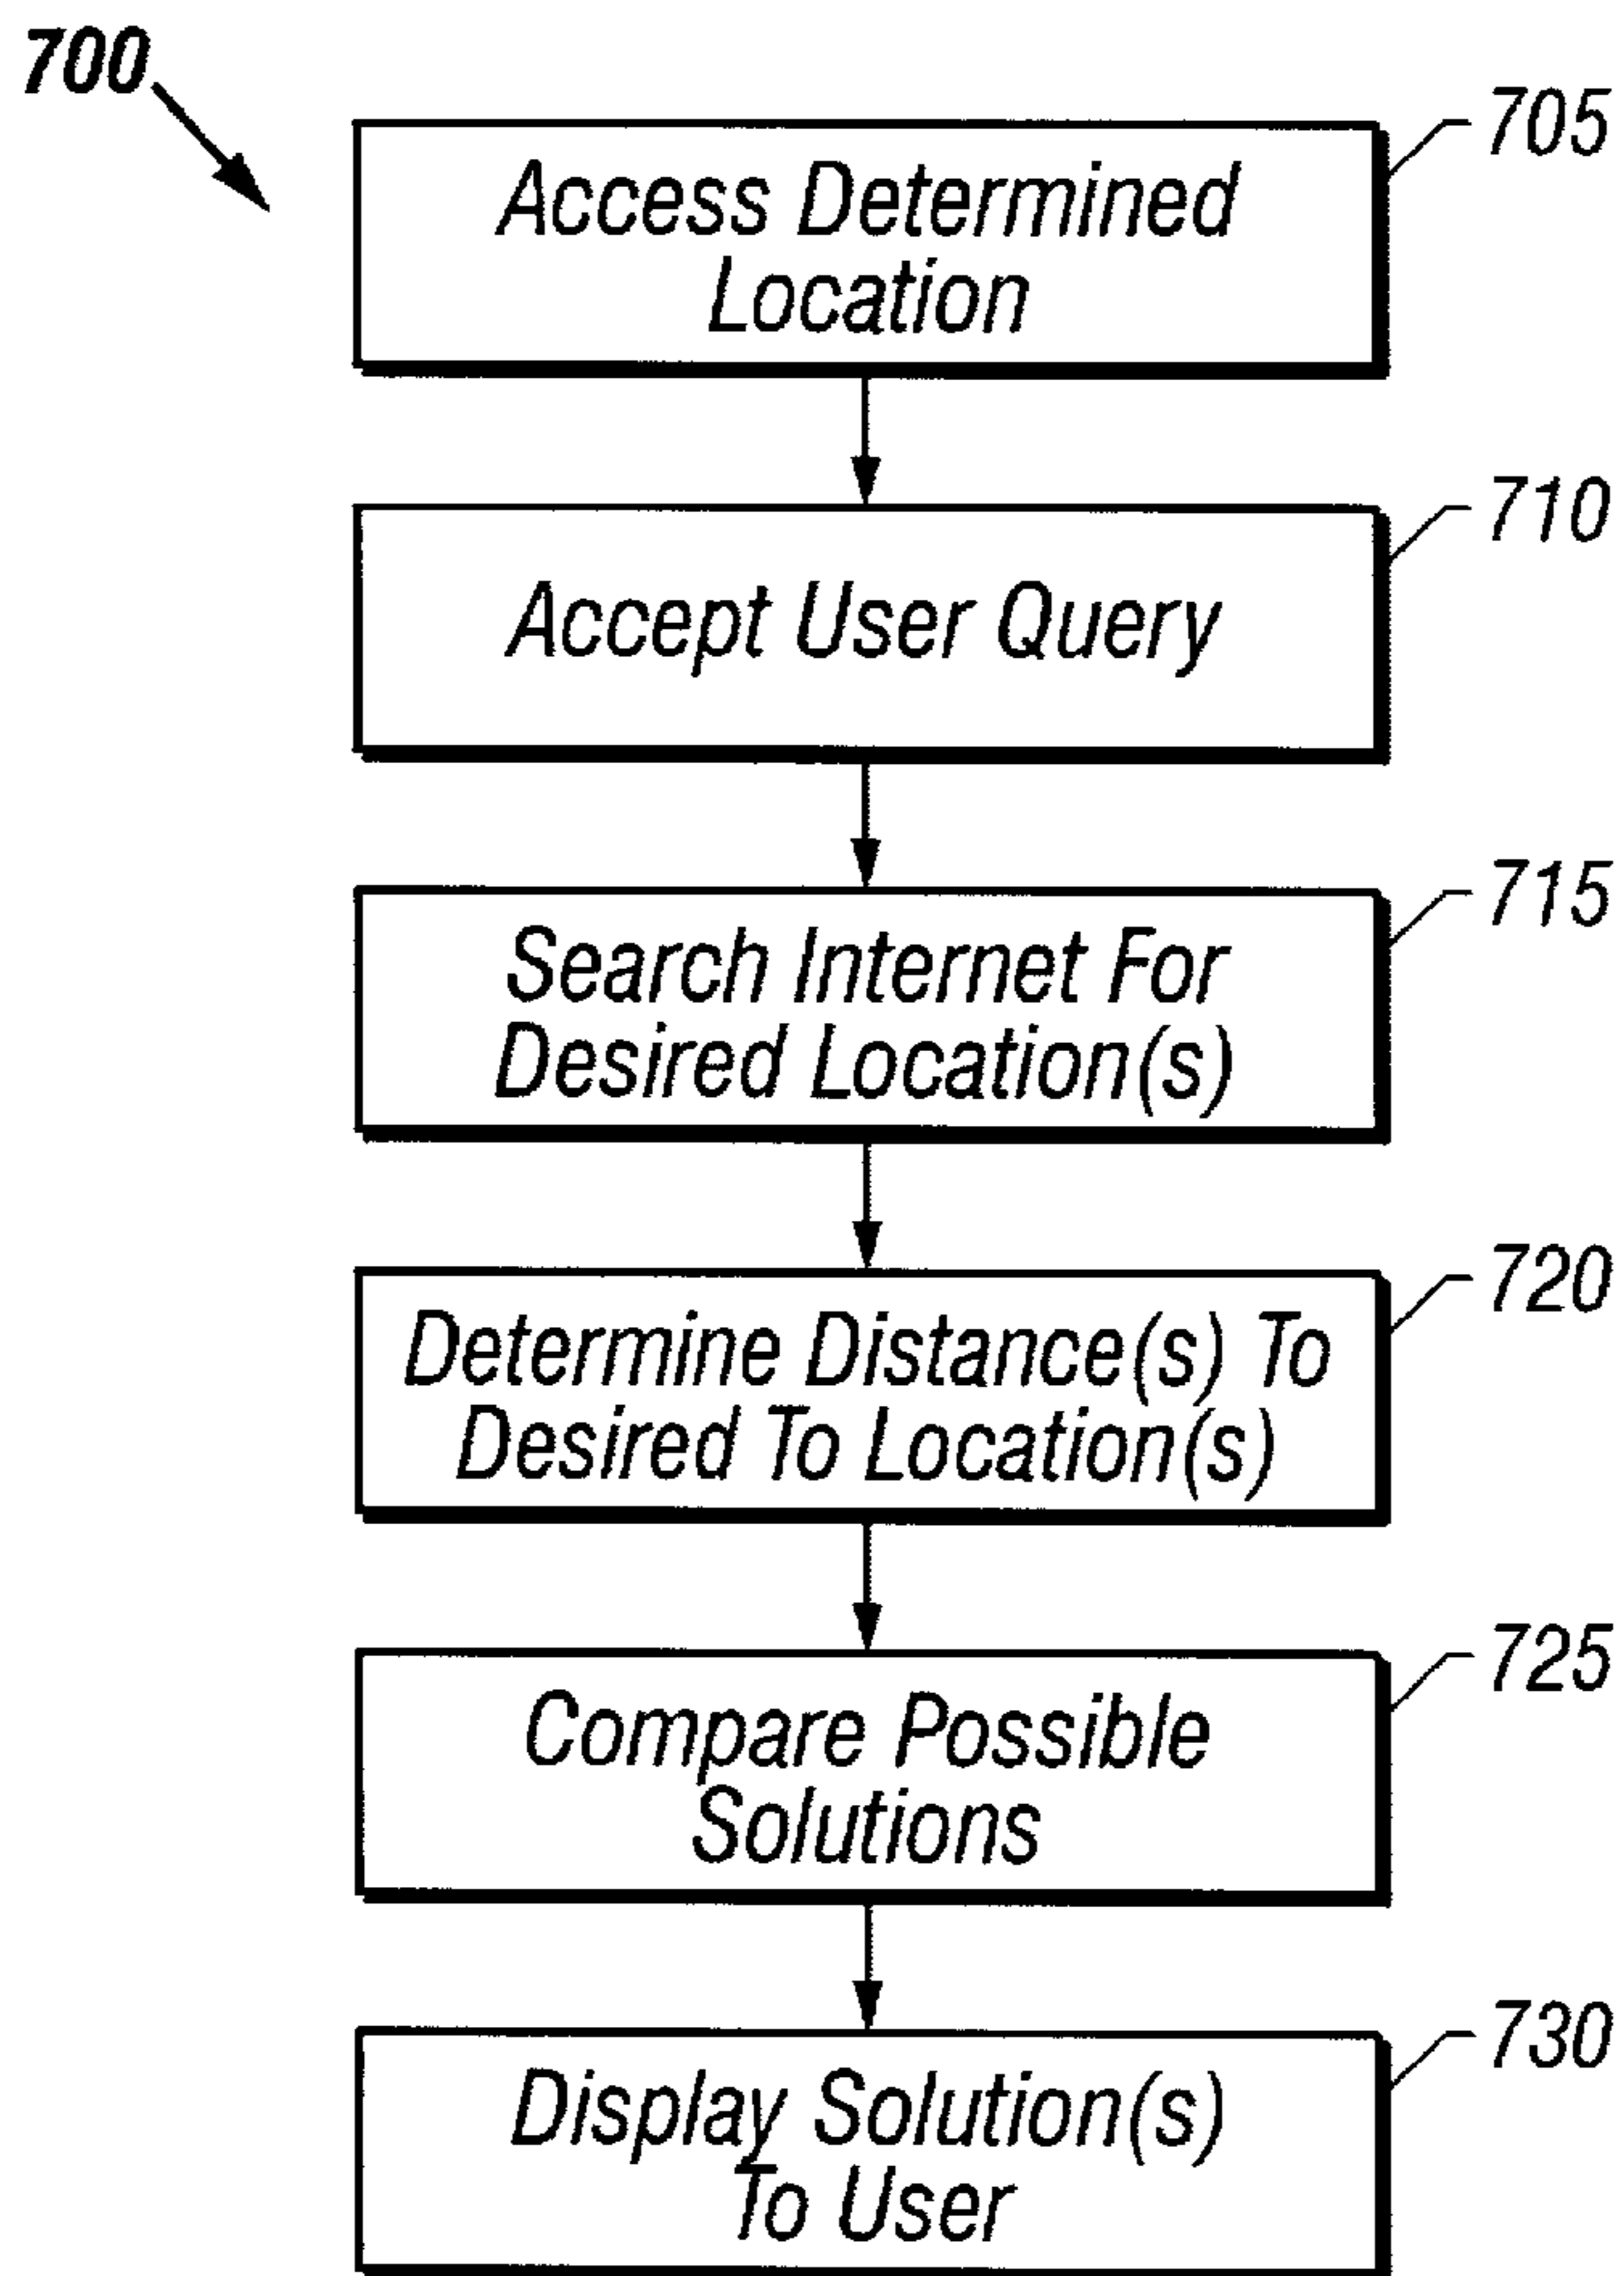 700
705
Access Determined
Location
710
Accept User Query
715
Search Internet For
Desired Location(s)
720
Determine Distance(s) To
Desired To Location(s)
725
Compare Possible
Solutions
730
Display Solution(s)
To User